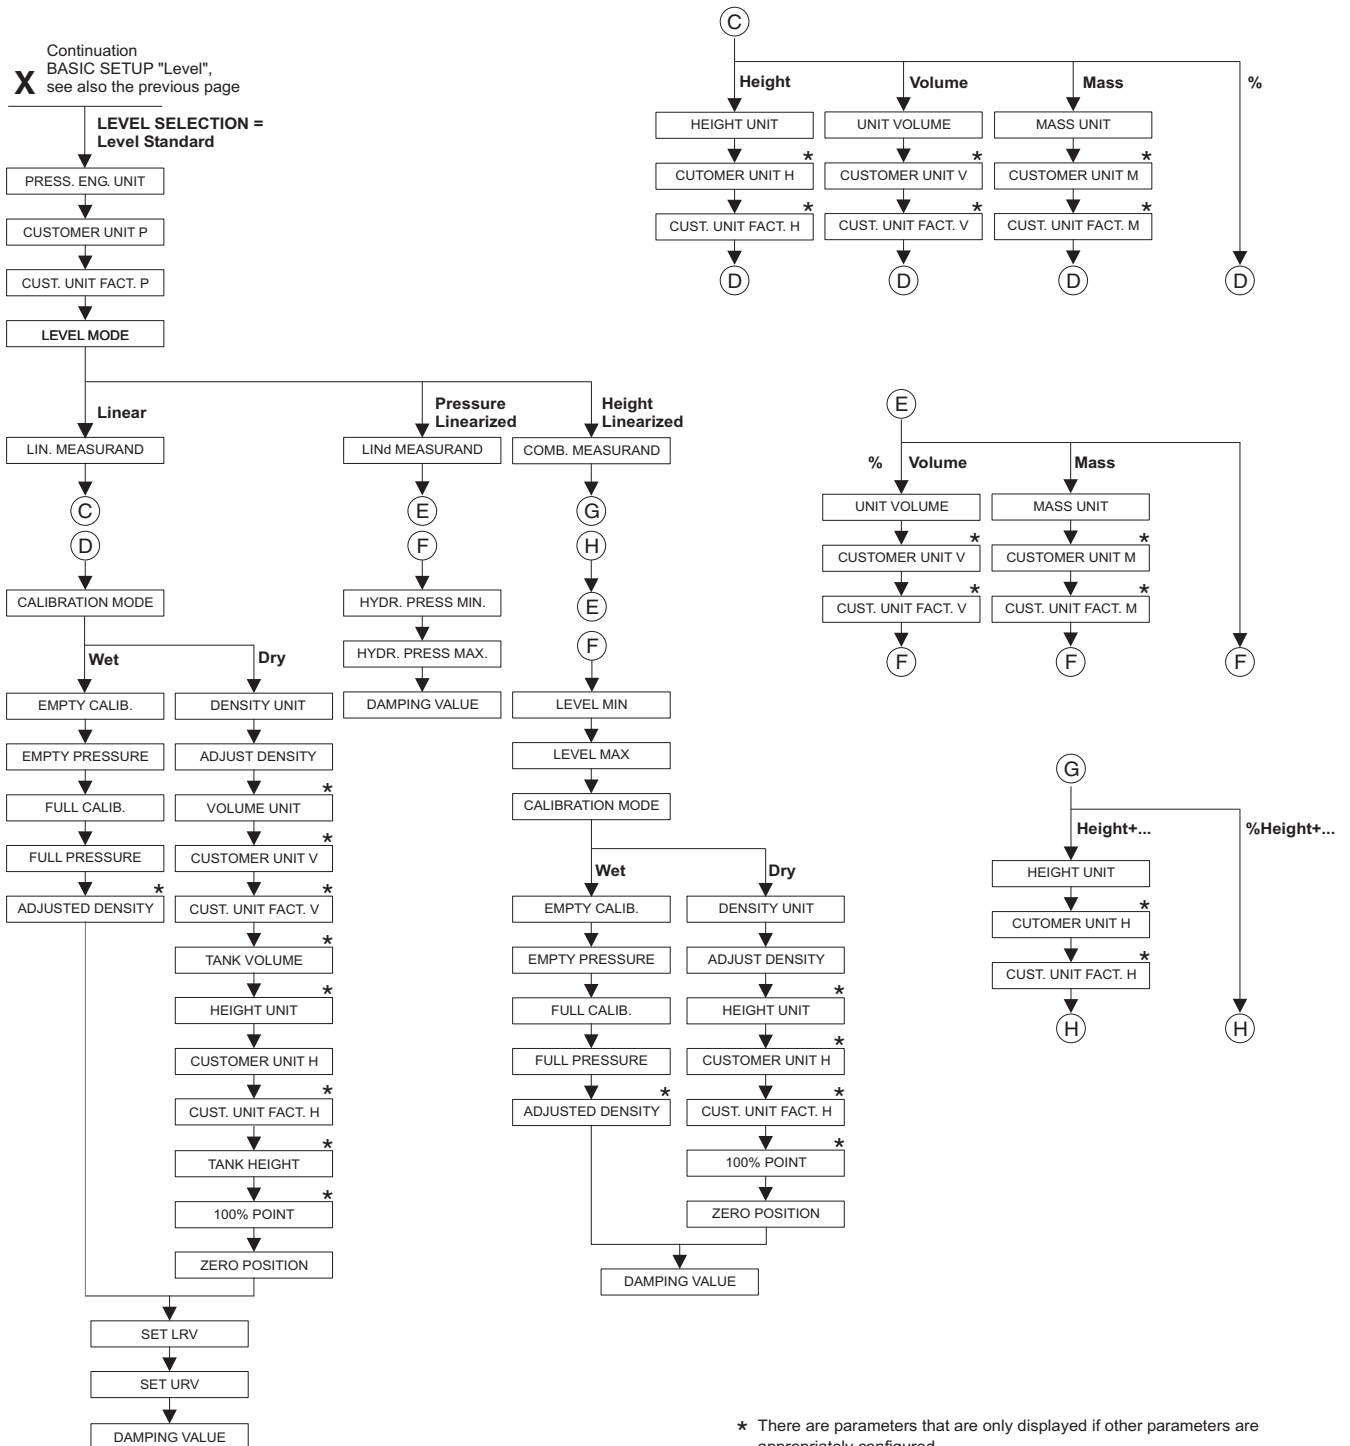 Continuation
BASIC SETUP "Level",
X see also the previous page
LEVEL SELECTION =
Level Standard
PRESS. ENG. UNIT
CUSTOMER UNIT P
CUST. UNIT FACT. P
LEVEL MODE
Linear
LIN. MEASURAND
C
D
CALIBRATION MODE
Wet
EMPTY CALIB.
EMPTY PRESSURE
FULL CALIB.
FULL PRESSURE
*
ADJUSTED DENSITY
Dry
DENSITY UNIT
ADJUST DENSITY
*
VOLUME UNIT
*
CUSTOMER UNIT V
*
CUST. UNIT FACT. V
*
TANK VOLUME
*
HEIGHT UNIT
CUSTOMER UNIT H
*
CUST. UNIT FACT. H
*
TANK HEIGHT
*
100% POINT
ZERO POSITION
SET LRV
SET URV
DAMPING VALUE
Pressure
Linearized
LINd MEASURAND
E
F
HYDR. PRESS MIN.
HYDR. PRESS MAX.
DAMPING VALUE
Height
Linearized
COMB. MEASURAND
G
H
E
F
LEVEL MIN
LEVEL MAX
CALIBRATION MODE
Wet
EMPTY CALIB.
EMPTY PRESSURE
FULL CALIB.
FULL PRESSURE
*
ADJUSTED DENSITY
Dry
DENSITY UNIT
ADJUST DENSITY
*
HEIGHT UNIT
*
CUSTOMER UNIT H
*
CUST. UNIT FACT. H
*
100% POINT
ZERO POSITION
DAMPING VALUE
C
Height
HEIGHT UNIT
*
CUTOMER UNIT H
*
CUST. UNIT FACT. H
D
Volume
UNIT VOLUME
*
CUSTOMER UNIT V
*
CUST. UNIT FACT. V
D
Mass
MASS UNIT
*
CUSTOMER UNIT M
*
CUST. UNIT FACT. M
D
%
D
E
% Volume
UNIT VOLUME
*
CUSTOMER UNIT V
*
CUST. UNIT FACT. V
F
Mass
MASS UNIT
*
CUSTOMER UNIT M
*
CUST. UNIT FACT. M
F
F
G
Height+...
HEIGHT UNIT
*
CUTOMER UNIT H
*
CUST. UNIT FACT. H
H
%Height+...
H
* There are parameters that are only displayed if other parameters are
appropriately configured